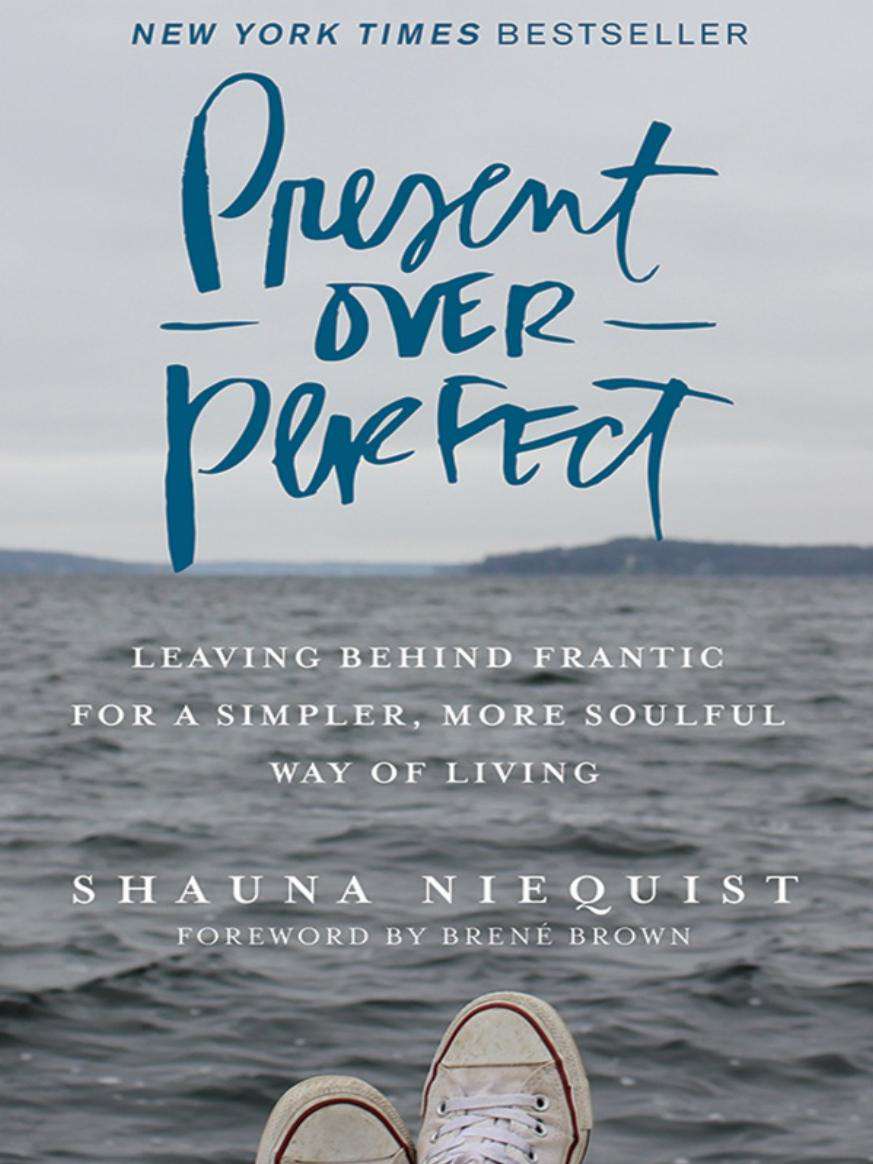 NEW YORK TIMES BESTSELLER
Present
OVER
PERFECT
LEAVING BEHIND FRANTIC
FOR A SIMPLER, MORE SOULFUL
WAY OF LIVING
SHAUNA NIEQUIST
FOREWORD BY BRENÉ BROWN